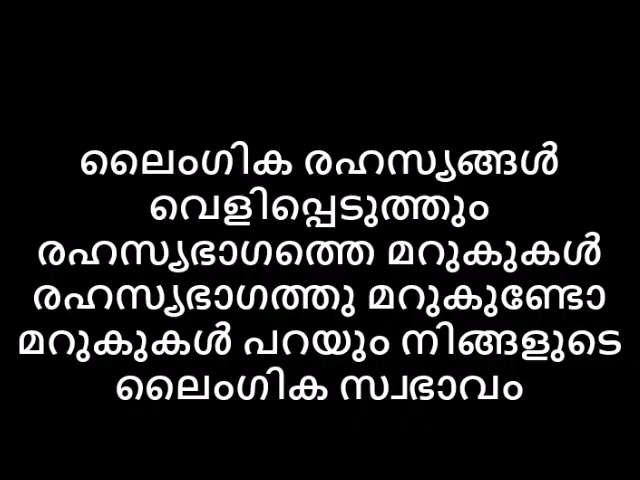 ലൈംഗിക രഹസ്യങ്ങൾ
വെളിപ്പെടുത്തും
രഹസ്യഭാഗത്തെ മറുകുകൾ
രഹസ്യഭാഗത്തു മറുകുണ്ടോ
മറുകുകൾ പറയും നിങ്ങളുടെ
ലൈംഗിക സ്വഭാവം